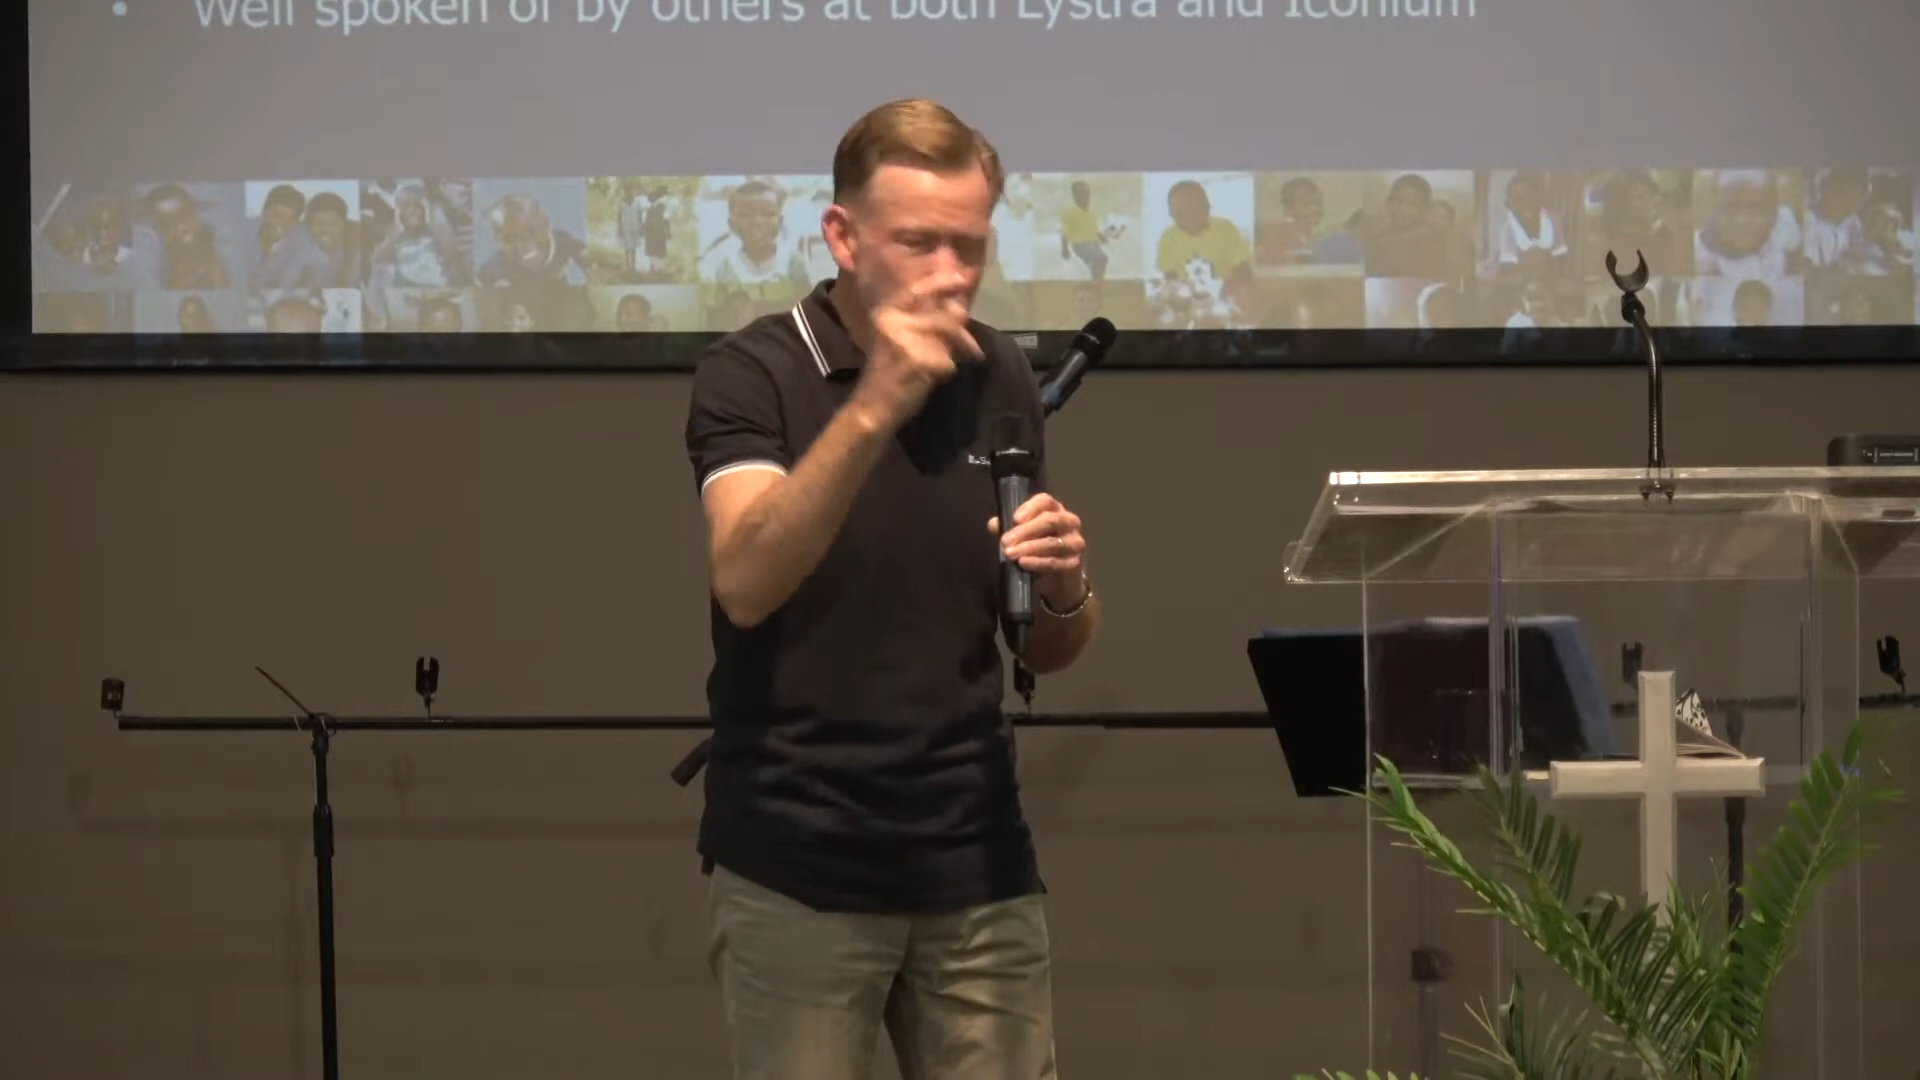 • Well spoken of by others at both Lystra and Iconium